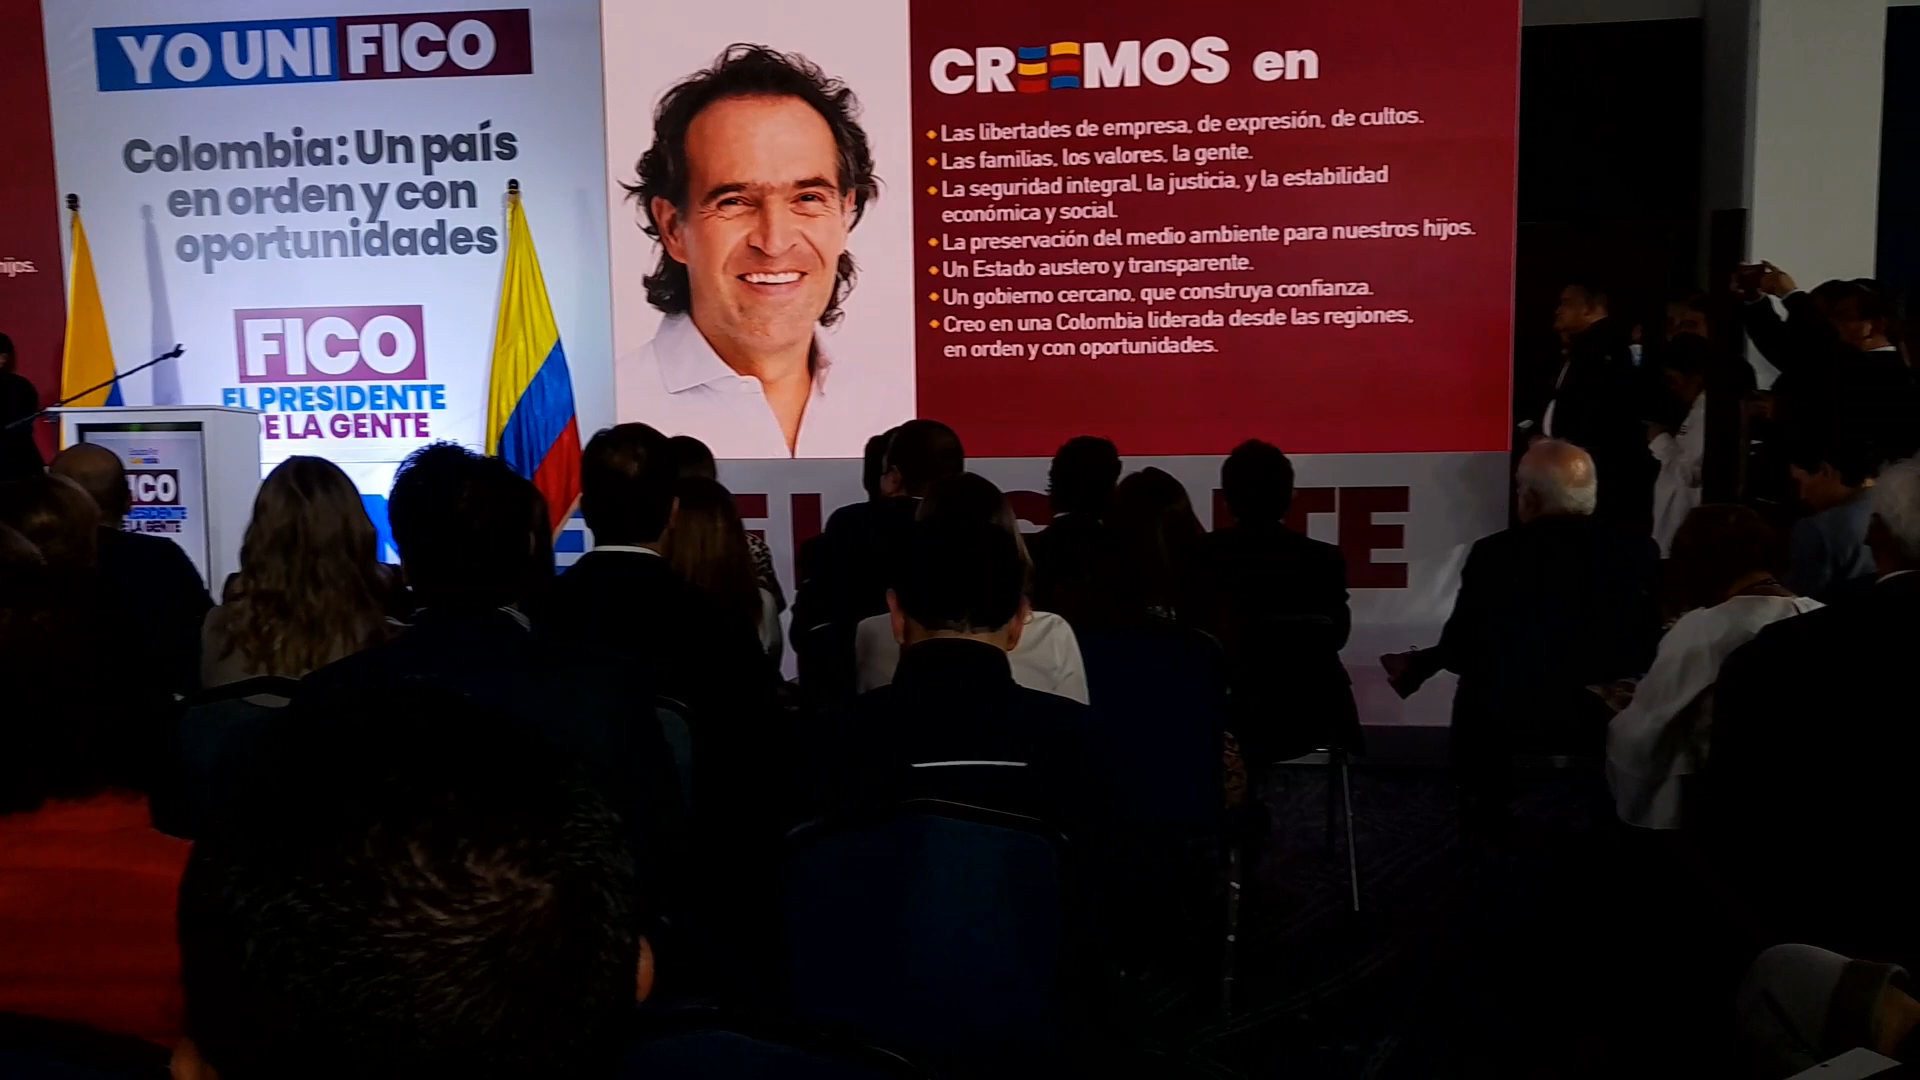 YO UNI FICO
Colombia: Un país
en orden y con
oportunidades
FICO
EL PRESIDENTE
DE LA GENTE
CREEMOS en
Las libertades de empresa, de expresión, de cultos.
Las familias, los valores, la gente.
La seguridad integral, la justicia, y la estabilidad
económica y social.
La preservación del medio ambiente para nuestros hijos.
Un Estado austero y transparente.
Un gobierno cercano, que construya confianza.
Creo en una Colombia liderada desde las regiones,
en orden y con oportunidades.
hijos.